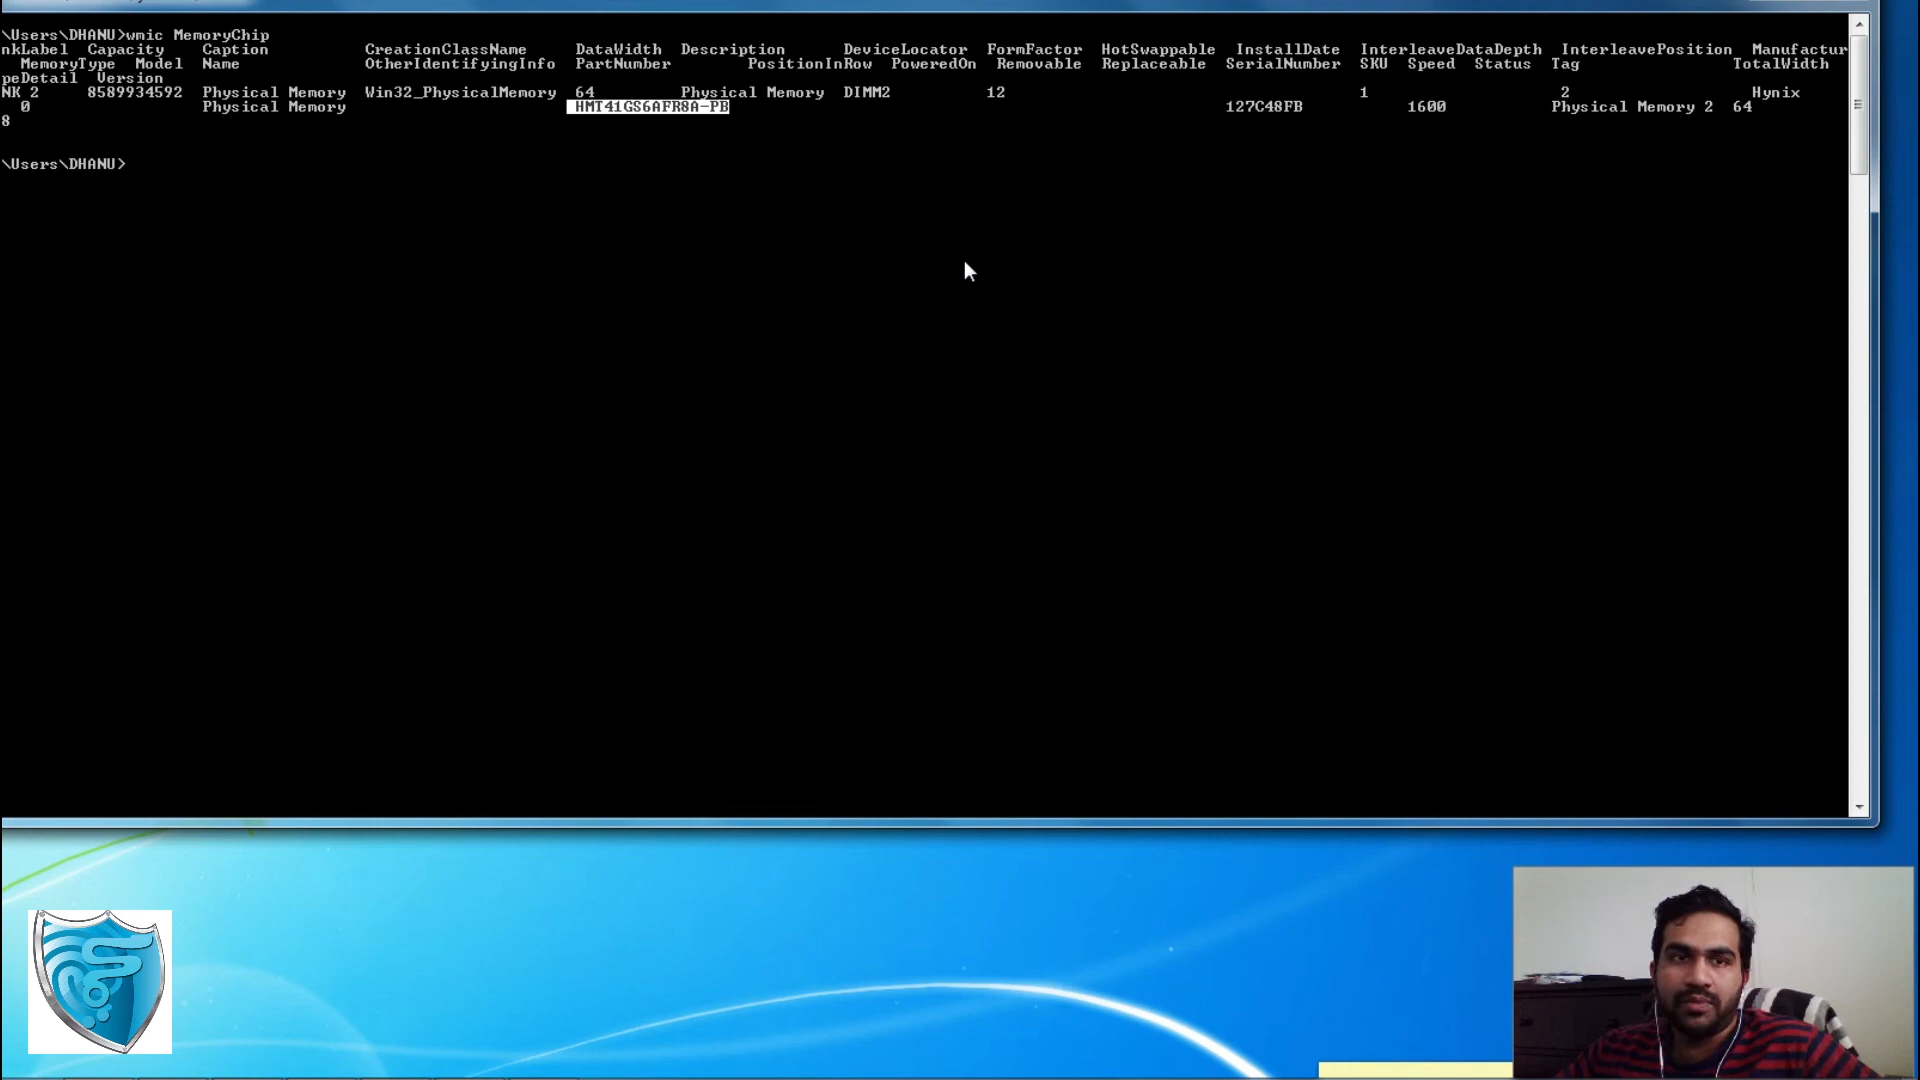 \Users\DHANU>wmic MemoryChip
nkLabel Capacity Caption CreationClassName DataWidth Description DeviceLocator FormFactor HotSwappable InstallDate InterleaveDataDepth InterleavePosition Manufactur
MemoryType Model Name OtherIdentifyingInfo PartNumber PositionInRow PoweredOn Removable Replaceable SerialNumber SKU Speed Status Tag TotalWidth
peDetail Version
NK 2 8589934592 Physical Memory Win32_PhysicalMemory 64 Physical Memory DIMM2 12 1 2 Hynix
0 Physical Memory HMT41GS6AFR8A-PB 127C48FB 1600 Physical Memory 2 64
8
\Users\DHANU>